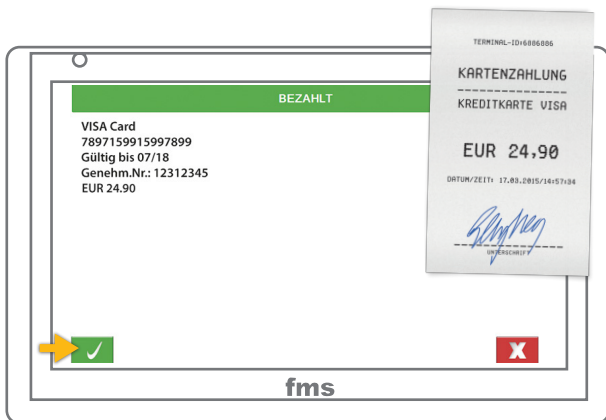 BEZAHLT
VISA Card
7897159915997899
Gültig bis 07/18
Genehm.Nr.: 12312345
EUR 24.90
fms
TERMINAL-ID:6886886
KARTENZAHLUNG
KREDITKARTE VISA
EUR 24,90
DATUM/ZEIT: 17.03.2015/14:57:34
UNTERSCHRIFT